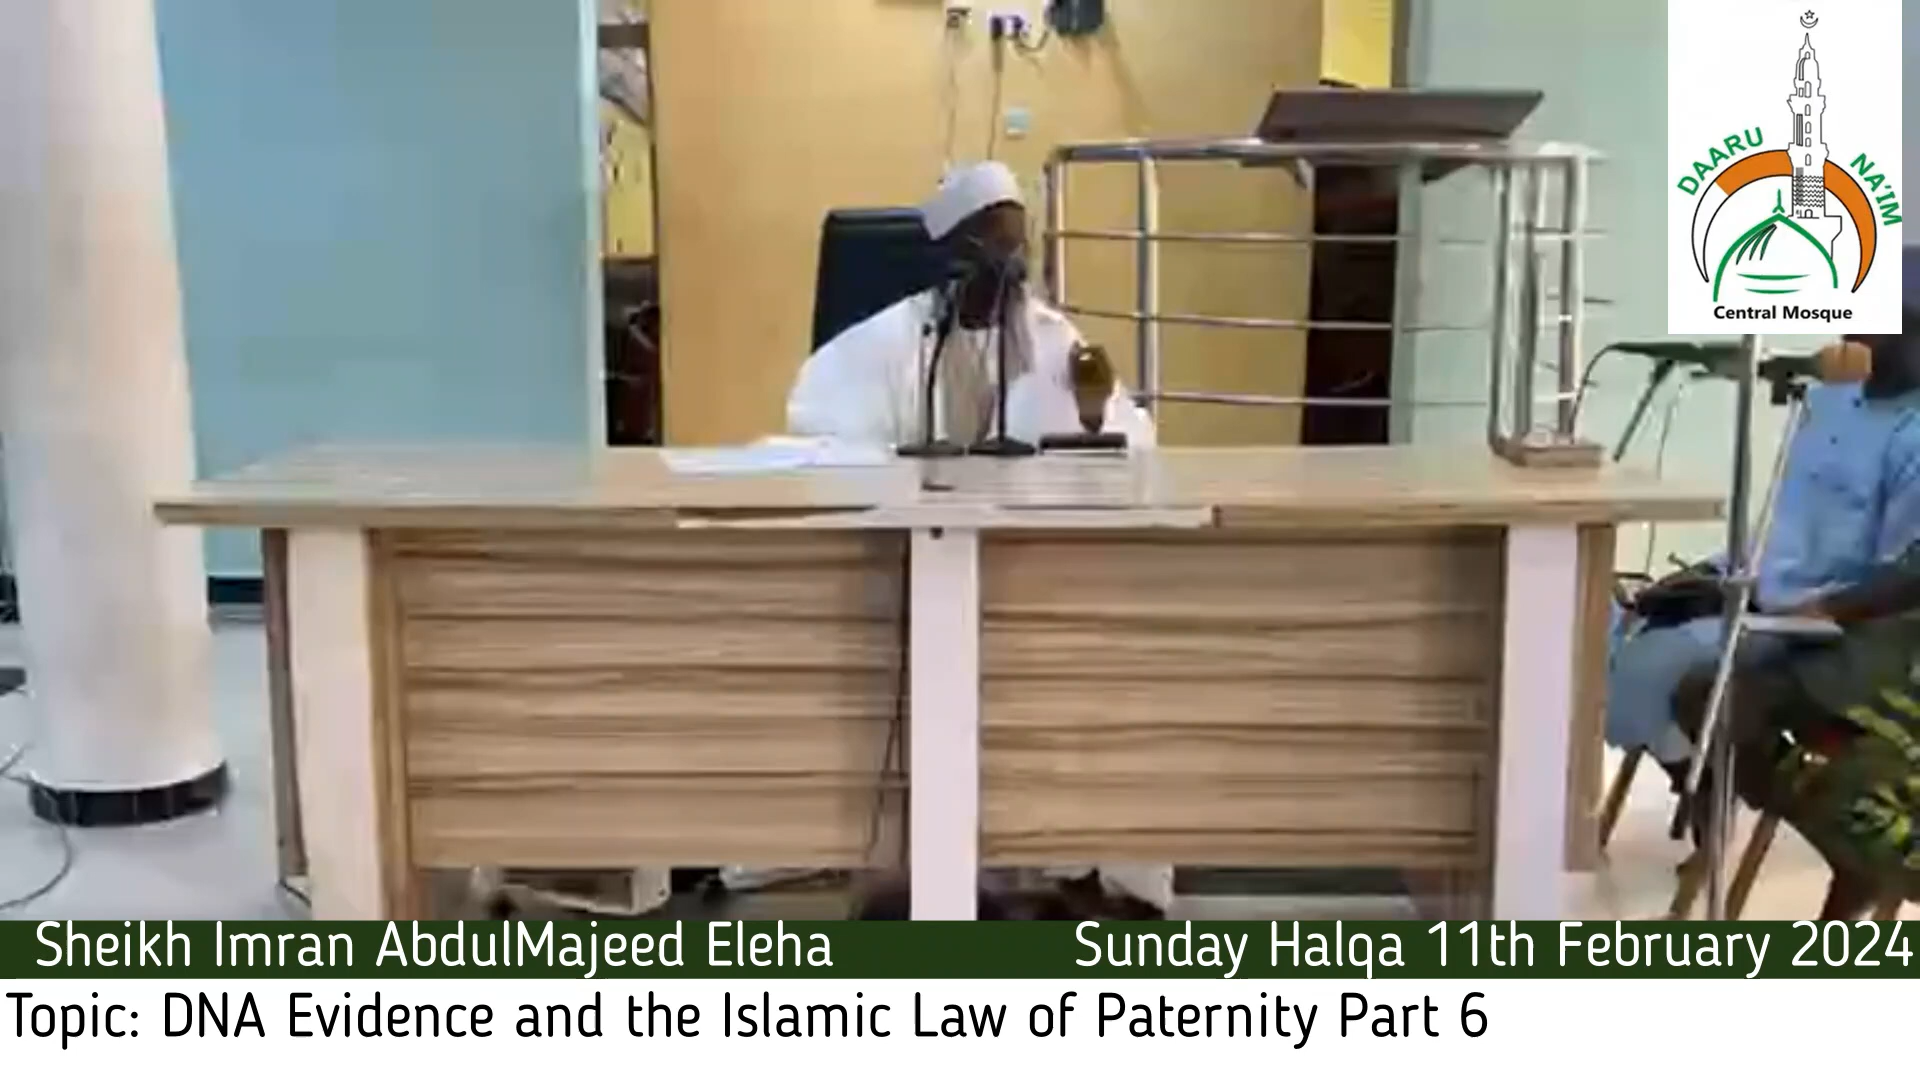 DAARU NA'IM
Central Mosque
Sheikh Imran AbdulMajeed Eleha
Sunday Halqa 11th February 2024
Topic: DNA Evidence and the Islamic Law of Paternity Part 6